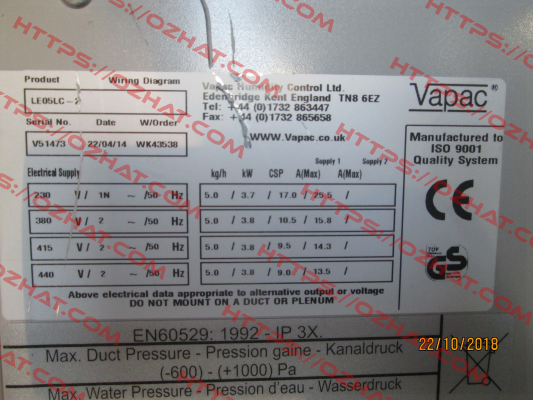 Product Wiring Diagram
LE05LC-2
Serial No. Date W/Order
V51473 22/04/14 WK43538
Vapac Humidity Control Ltd.
Edenbridge Kent England TN8 6EZ
Tel: +44 (0)1732 863447
Fax: +44 (0)1732 865658
WWW.Vapac.co.uk
Vapac®
Manufactured to
ISO 9001
Quality System
CE
GS
Electrical Supply kg/h kW CSP Supply 1 A(Max) Supply 2 A(Max)
230 V/ 1N ~ /50 Hz 5.0 / 3.7 / 17.0 / 25.5 /
380 V/ 2 ~ /50 Hz 5.0 / 3.8 / 10.5 / 15.8 /
415 V/ 2 ~ /50 Hz 5.0 / 3.8 / 9.5 / 14.3 /
440 V/ 2 ~ /50 Hz 5.0 / 3.8 / 9.0 / 13.5 /
Above electrical data appropriate to alternative output or voltage
DO NOT MOUNT ON A DUCT OR PLENUM
EN60529: 1992 - IP 3X.
Max. Duct Pressure - Pression gaine - Kanaldruck
(-600) - (+1000) Pa
Max. Water Pressure - Pression d'eau - Wasserdruck
22/10/2018
HTTPS://OZHAT.COM